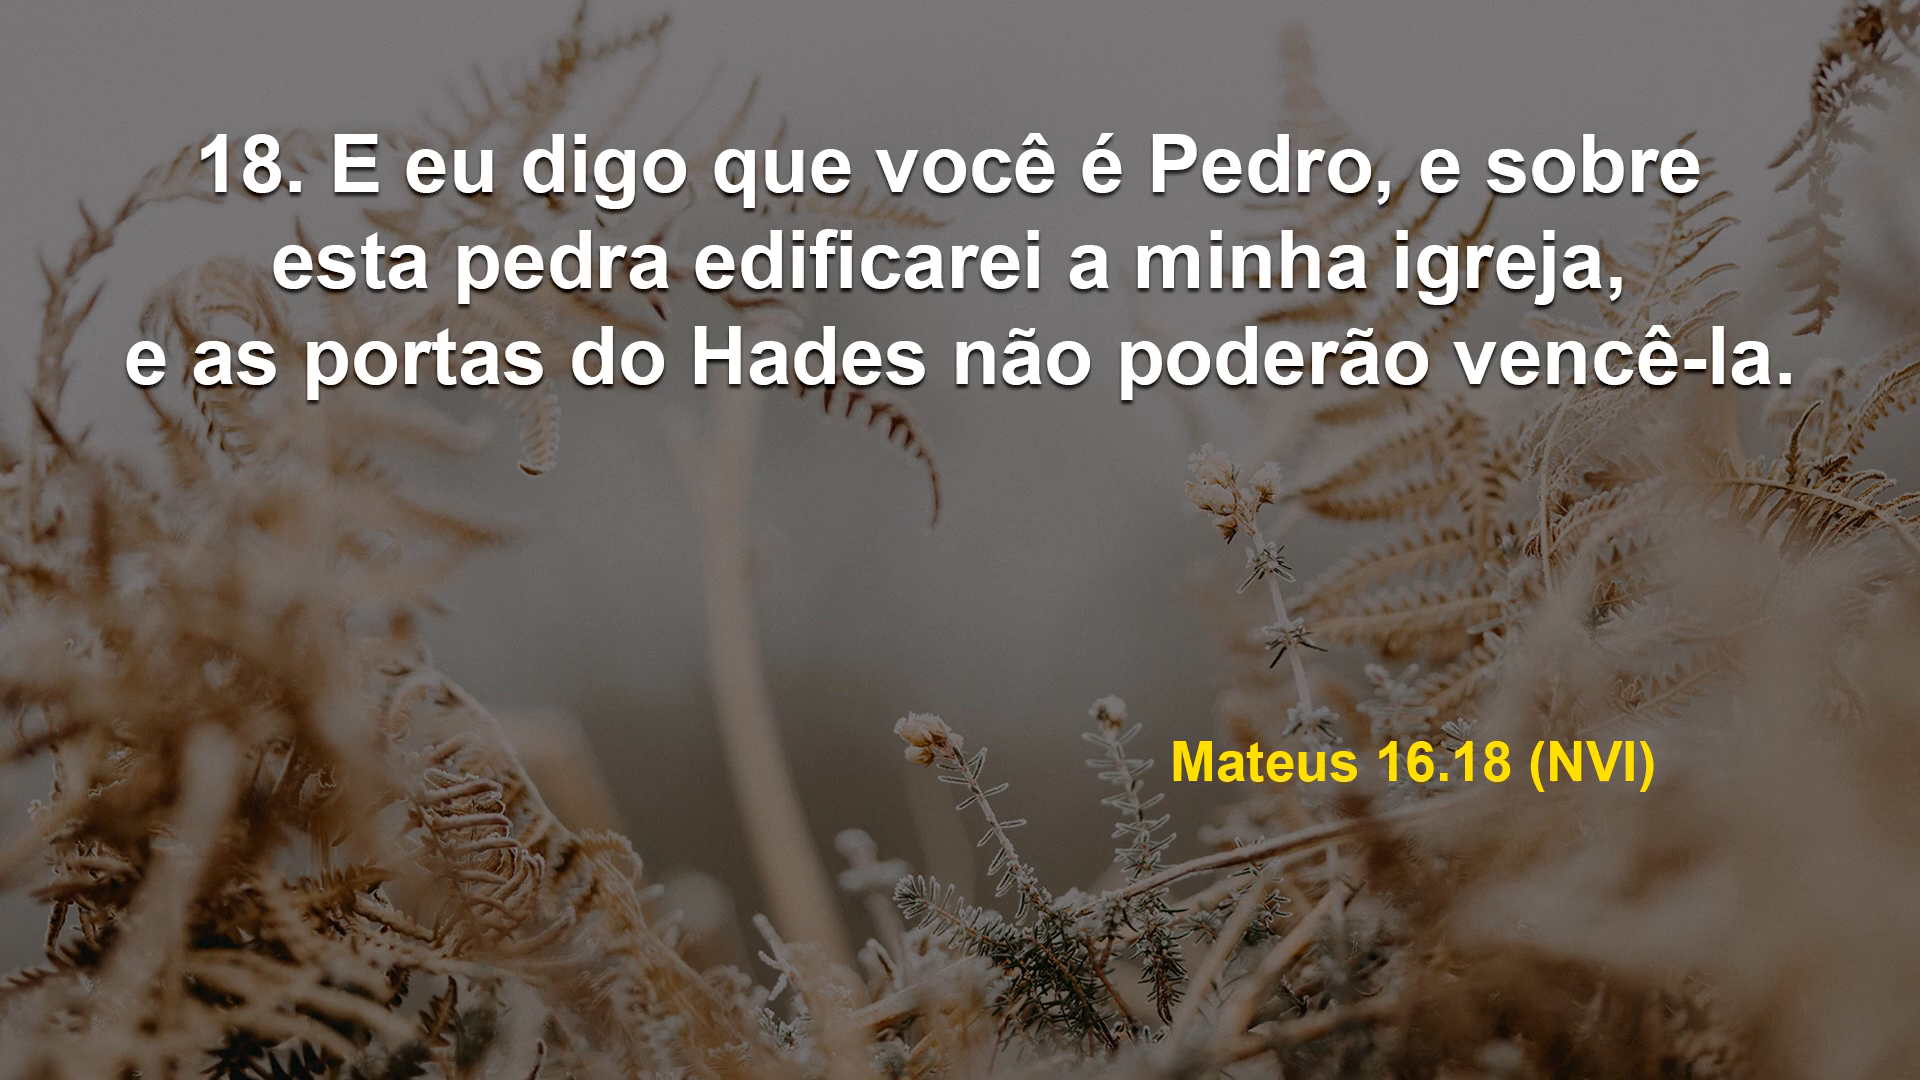 18. E eu digo que você é Pedro, e sobre
esta pedra edificarei a minha igreja,
e as portas do Hades não poderão vencê-la.
Mateus 16.18 (NVI)